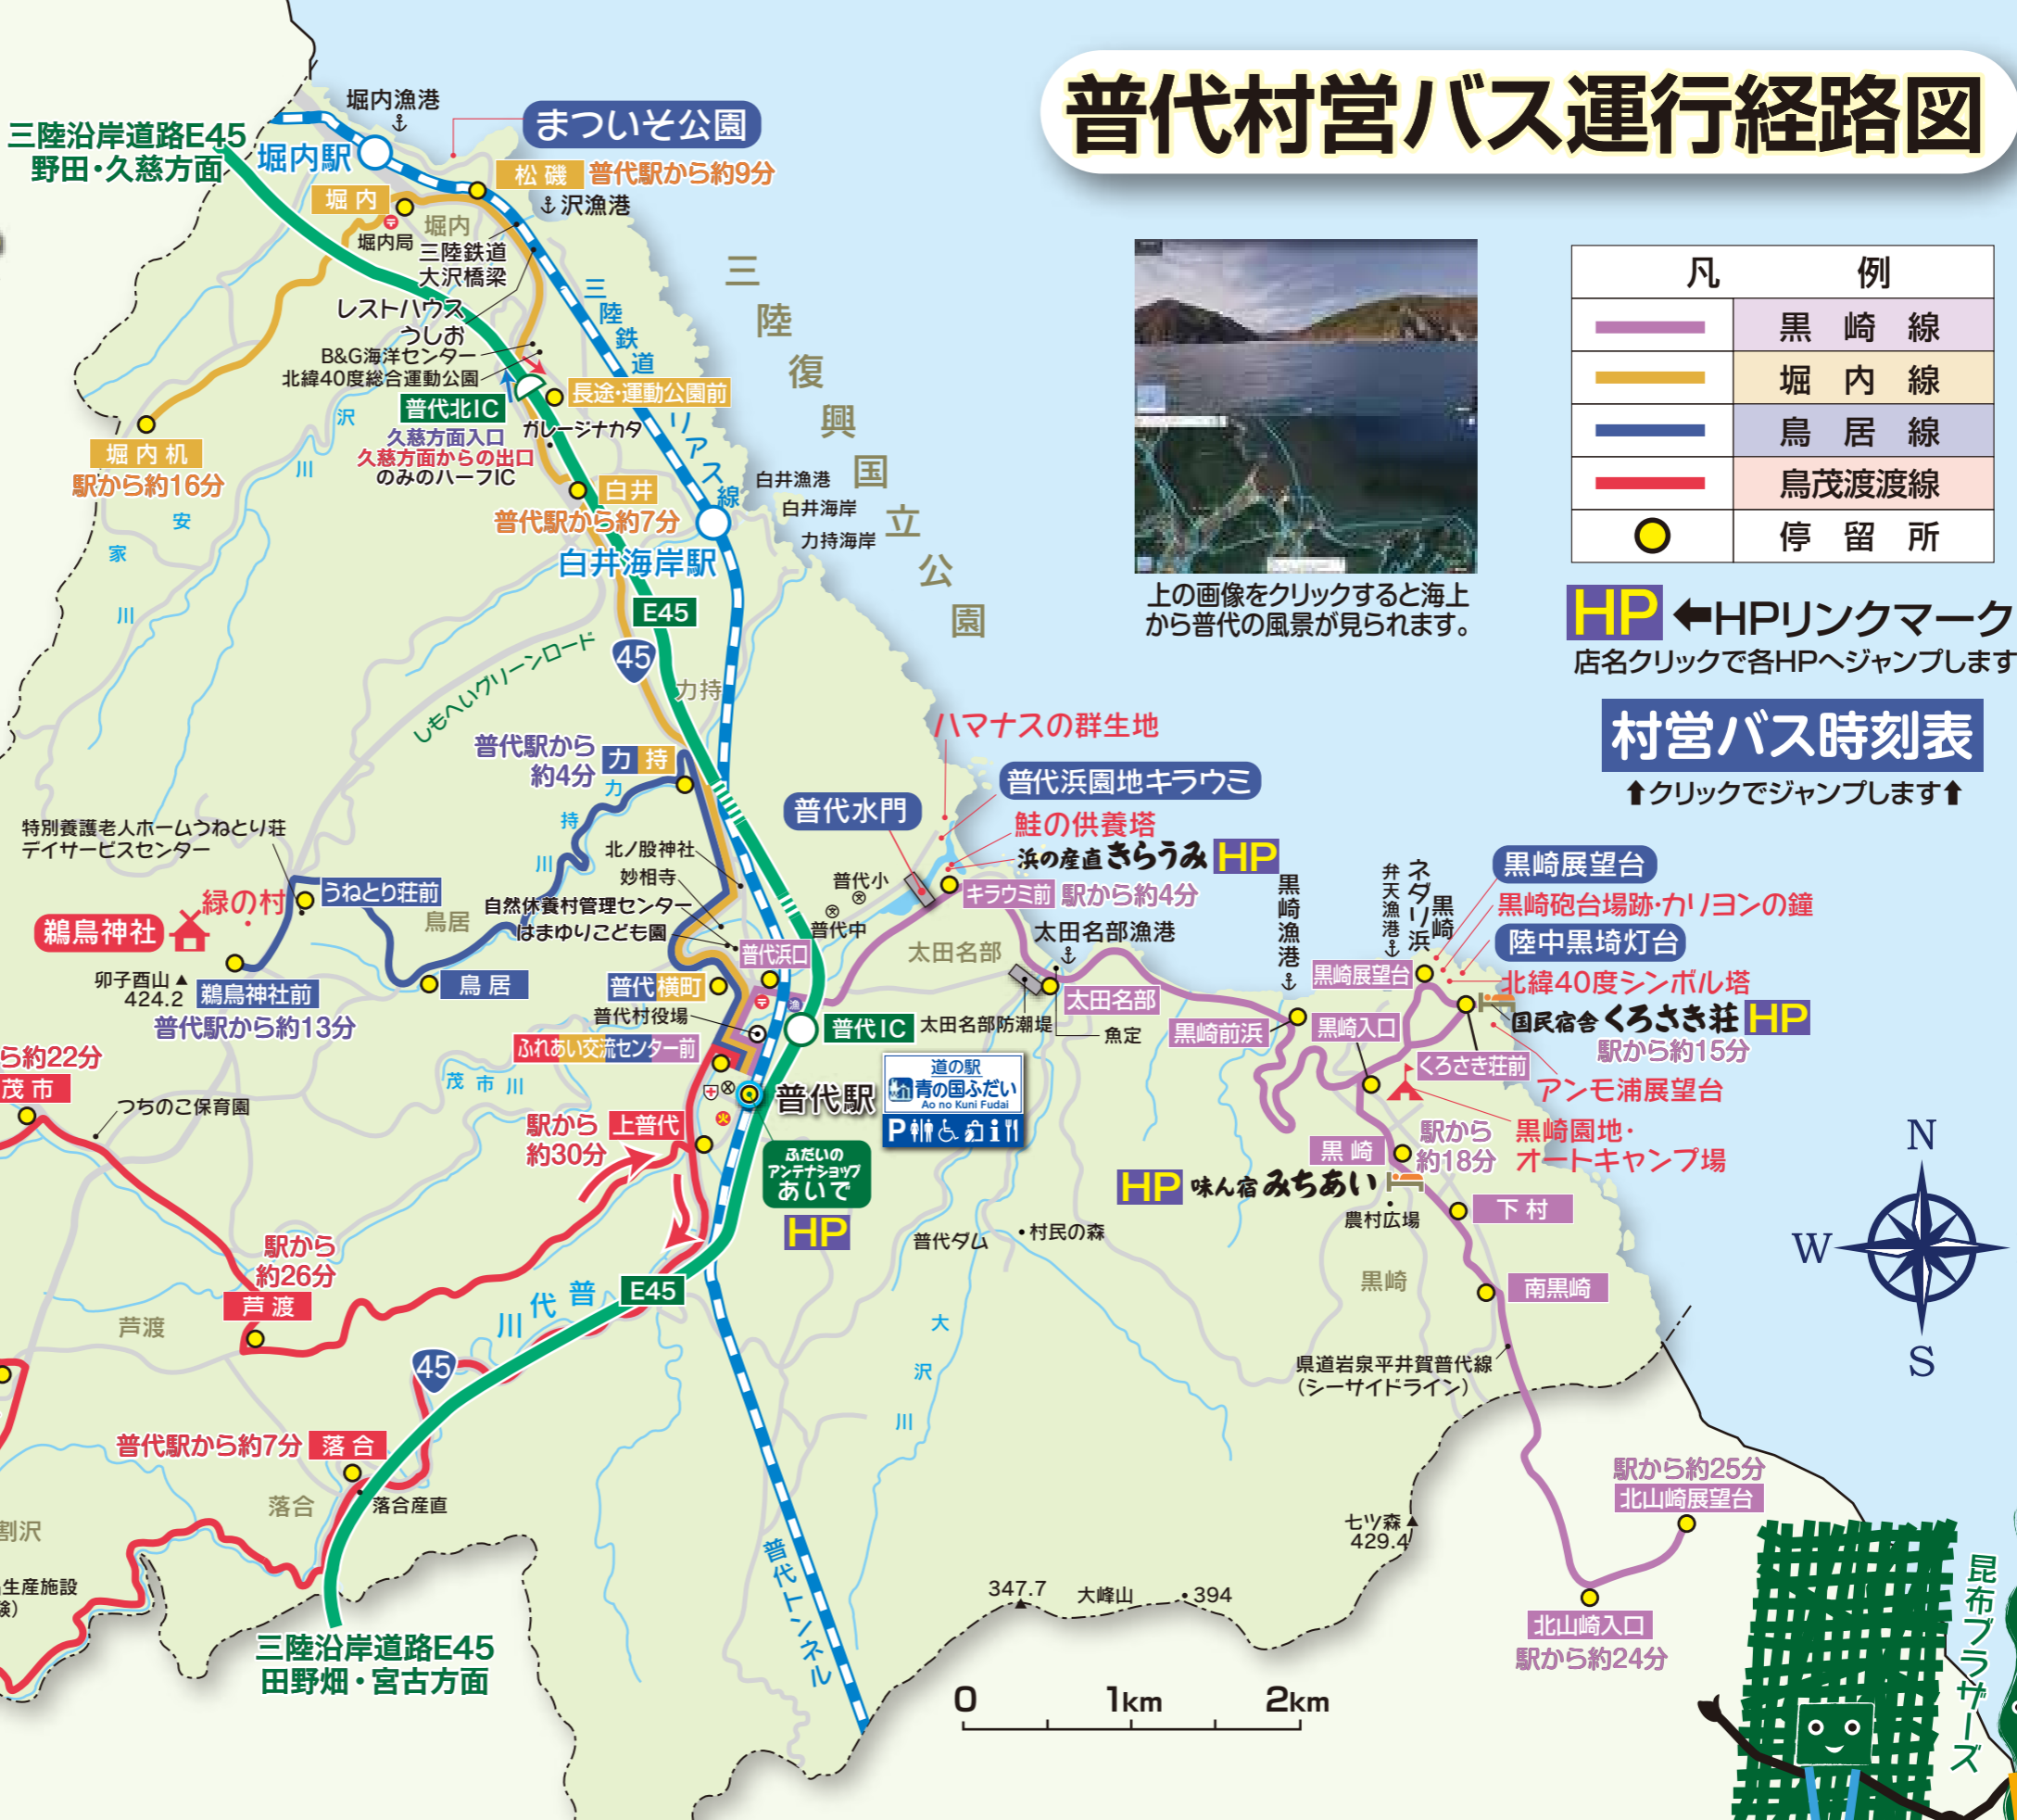 普代村営バス運行経路図
三陸沿岸道路E45
野田・久慈方面
堀内漁港
堀内駅
まついそ公園
松磯
普代駅から約9分
沢漁港
堀内
堀内局
堀内
三陸鉄道
大沢橋梁
レストハウス
うしお
B&G海洋センター
北緯40度総合運動公園
長途・運動公園前
普代北IC
久慈方面入口
久慈方面からの出口
のみのハーフIC
ガレージナカタ
堀内机
駅から約16分
沢
川
安
家
川
白井
普代駅から約7分
三陸鉄道
リアス線
白井海岸駅
白井漁港
白井海岸
力持海岸
三陸復興国立公園
E45
45
しもへいグリーンロード
力持
上の画像をクリックすると海上
から普代の風景が見られます。
凡例
黒崎線
堀内線
鳥居線
鳥茂渡渡線
停留所
HP
←HPリンクマーク
店名クリックで各HPへジャンプします
村営バス時刻表
↑クリックでジャンプします↑
普代駅から
約4分
力持
力
持
川
特別養護老人ホームうねとり荘
デイサービスセンター
うねとり荘前
緑の村
鵜鳥神社
卯子酉山▲
424.2
鵜鳥神社前
普代駅から約13分
鳥居
鳥居
北ノ股神社
妙相寺
自然休養村管理センター
はまゆりこども園
普代浜口
普代横町
普代村役場
ふれあい交流センター前
普代小
普代中
普代水門
ハマナスの群生地
普代浜園地キラウミ
鮭の供養塔
浜の産直きらうみ HP
キラウミ前
駅から約4分
太田名部
太田名部漁港
太田名部
太田名部防潮堤
魚定
漁
普代IC
普代駅
道の駅
青の国ふだい
Ao no Kuni Fudai
P
ふだいの
アンテナショップ
あいで
HP
黒崎漁港
黒崎前浜
弁天漁港
ネダリ浜
黒崎
黒崎展望台
黒崎展望台
黒崎砲台場跡・カリヨンの鐘
陸中黒埼灯台
北緯40度シンボル塔
国民宿舎くろさき荘 HP
駅から約15分
くろさき荘前
黒崎入口
アンモ浦展望台
黒崎園地・
オートキャンプ場
黒崎
駅から
約18分
HP 味ん宿みちあい
農村広場
下村
南黒崎
黒崎
県道岩泉平井賀普代線
(シーサイドライン)
駅から約25分
北山崎展望台
北山崎入口
駅から約24分
N
W
S
ら約22分
茂市
つちのこ保育園
茂市川
駅から
約30分
上普代
火
駅から
約26分
芦渡
芦渡
普代川
E45
45
普代駅から約7分
落合
落合
落合産直
割沢
生産施設
三陸沿岸道路E45
田野畑・宮古方面
普代ダム
・村民の森
大
沢
川
普代トンネル
七ツ森▲
429.4
347.7
大峰山
・394
0 1km 2km
昆布ブラザーズ